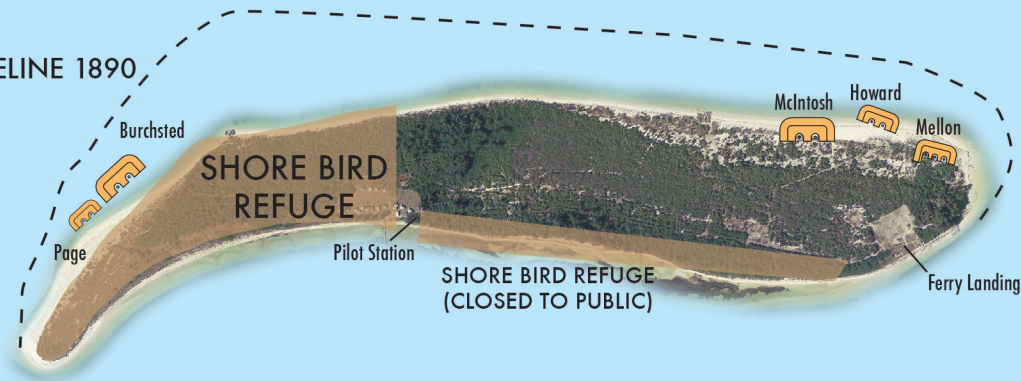 ELINE 1890
Burchsted
McIntosh
Howard
Mellon
SHORE BIRD
REFUGE
Page
Pilot Station
SHORE BIRD REFUGE
(CLOSED TO PUBLIC)
Ferry Landing